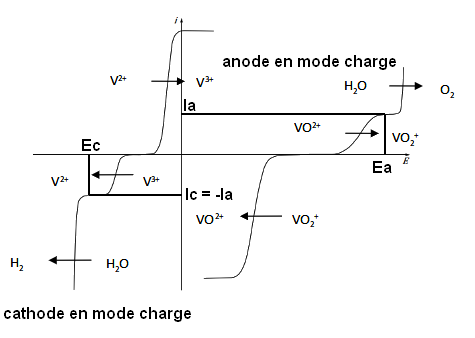 i
anode en mode charge
V²⁺ V³⁺
H₂O O₂
Ia
VO²⁺ VO₂⁺
Ec
Ea E
V²⁺ V³⁺
Ic = -Ia
VO²⁺ VO₂⁺
H₂ H₂O
cathode en mode charge